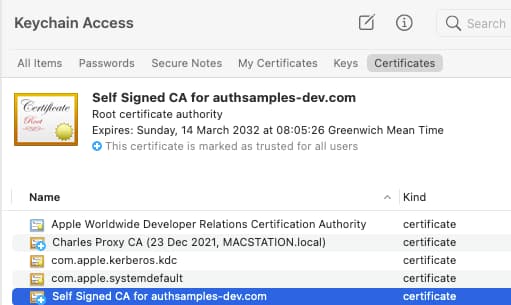 Keychain Access
Search
All Items Passwords Secure Notes My Certificates Keys Certificates
Certificate
Root
Self Signed CA for authsamples-dev.com
Root certificate authority
Expires: Sunday, 14 March 2032 at 08:05:26 Greenwich Mean Time
This certificate is marked as trusted for all users
Name Kind
Apple Worldwide Developer Relations Certification Authority certificate
Charles Proxy CA (23 Dec 2021, MACSTATION.local) certificate
com.apple.kerberos.kdc certificate
com.apple.systemdefault certificate
Self Signed CA for authsamples-dev.com certificate